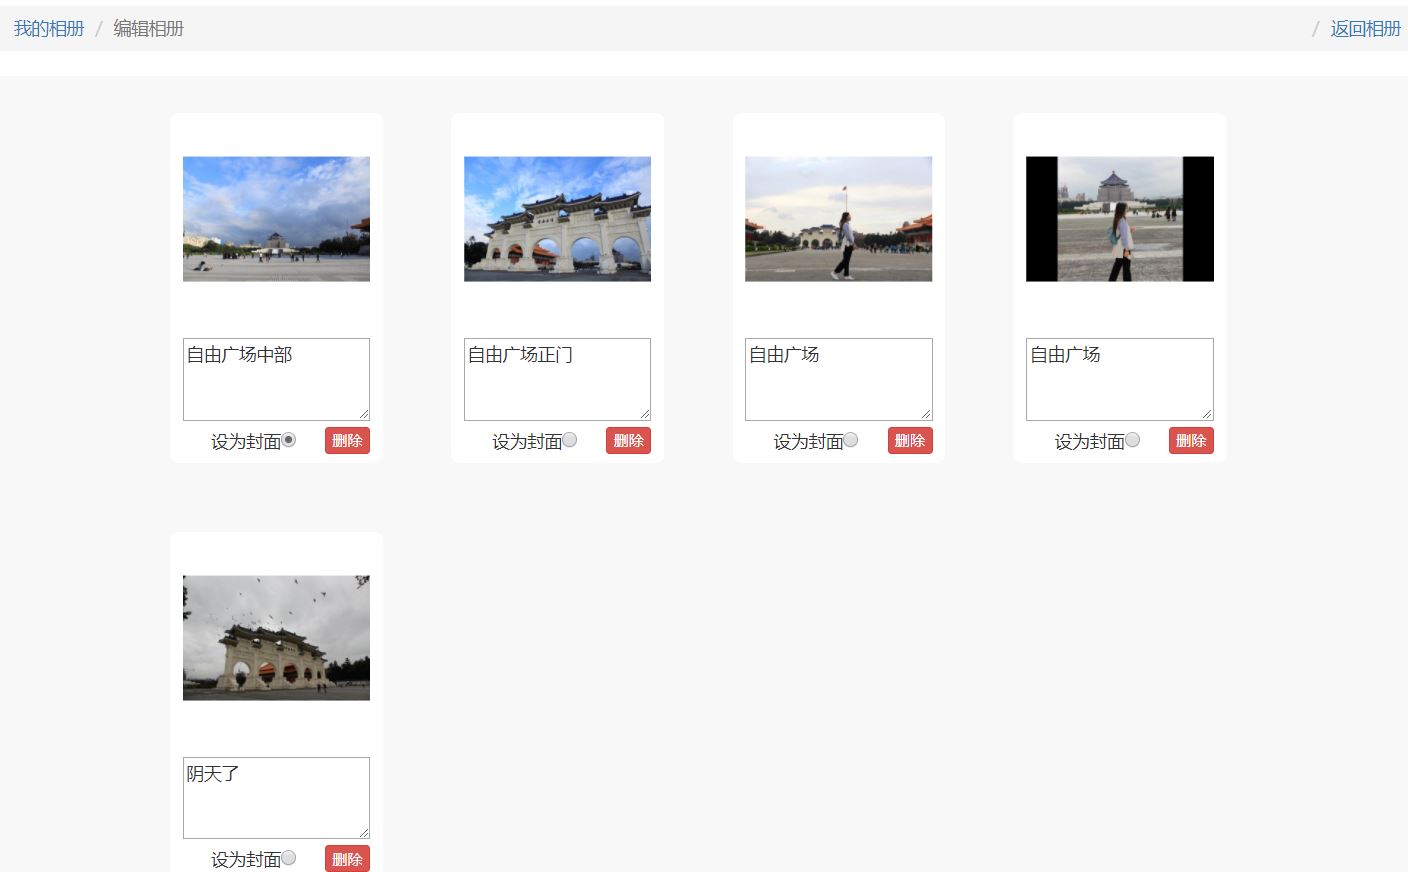 我的相册 / 编辑相册 / 返回相册
自由广场中部
设为封面 删除
自由广场正门
设为封面 删除
自由广场
设为封面 删除
自由广场
设为封面 删除
阴天了
设为封面 删除